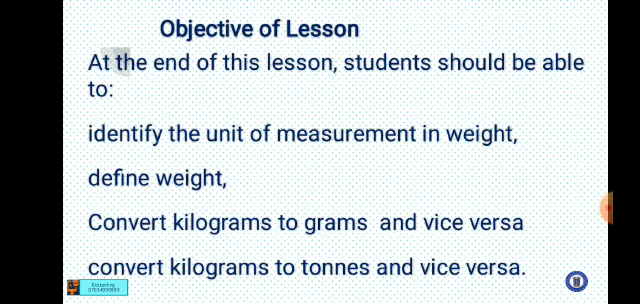 Objective of Lesson
At the end of this lesson, students should be able
to:
identify the unit of measurement in weight,
define weight,
Convert kilograms to grams and vice versa
convert kilograms to tonnes and vice versa.